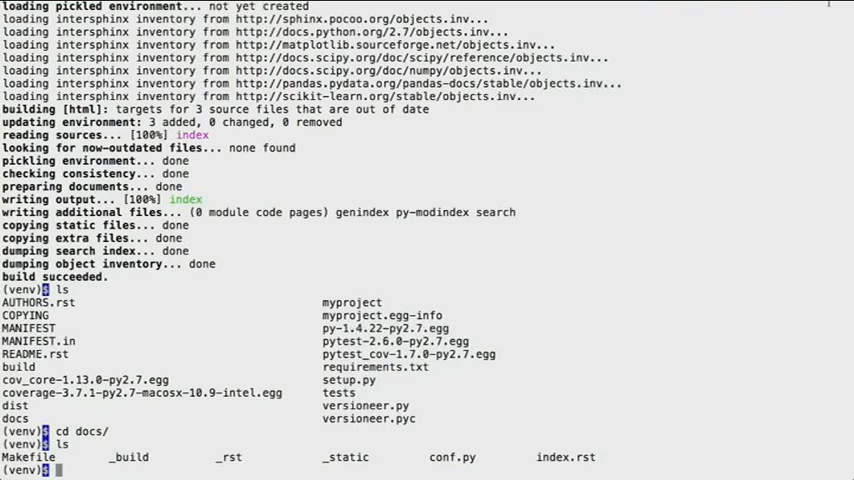 loading pickled environment... not yet created
loading intersphinx inventory from http://sphinx.pocoo.org/objects.inv...
loading intersphinx inventory from http://docs.python.org/2.7/objects.inv...
loading intersphinx inventory from http://matplotlib.sourceforge.net/objects.inv...
loading intersphinx inventory from http://docs.scipy.org/doc/scipy/reference/objects.inv...
loading intersphinx inventory from http://docs.scipy.org/doc/numpy/objects.inv...
loading intersphinx inventory from http://pandas.pydata.org/pandas-docs/stable/objects.inv...
loading intersphinx inventory from http://scikit-learn.org/stable/objects.inv...
building [html]: targets for 3 source files that are out of date
updating environment: 3 added, 0 changed, 0 removed
reading sources... [100%] index
looking for now-outdated files... none found
pickling environment... done
checking consistency... done
preparing documents... done
writing output... [100%] index
writing additional files... (0 module code pages) genindex py-modindex search
copying static files... done
copying extra files... done
dumping search index... done
dumping object inventory... done
build succeeded.
(venv)$ ls
AUTHORS.rst myproject
COPYING myproject.egg-info
MANIFEST py-1.4.22-py2.7.egg
MANIFEST.in pytest-2.6.0-py2.7.egg
README.rst pytest_cov-1.7.0-py2.7.egg
build requirements.txt
cov_core-1.13.0-py2.7.egg setup.py
coverage-3.7.1-py2.7-macosx-10.9-intel.egg tests
dist versioneer.py
docs versioneer.pyc
(venv)$ cd docs/
(venv)$ ls
Makefile _build _rst _static conf.py index.rst
(venv)$